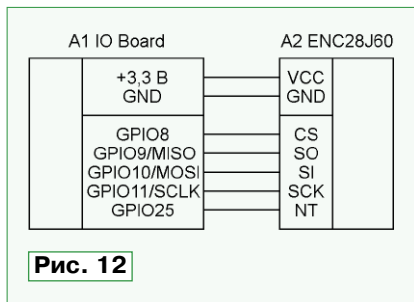 A1 IO Board A2 ENC28J60
+3,3 В VCC
GND GND
GPIO8 CS
GPIO9/MISO SO
GPIO10/MOSI SI
GPIO11/SCLK SCK
GPIO25 NT
Рис. 12